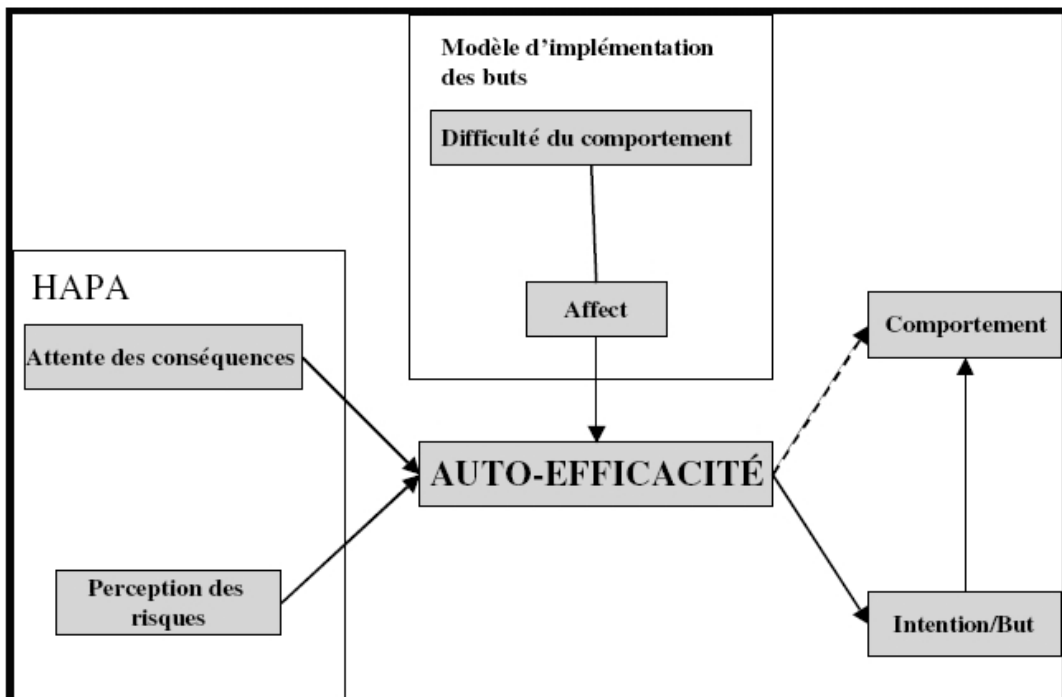 Modèle d’implémentation
des buts
Difficulté du comportement
HAPA
Affect
Comportement
Attente des conséquences
AUTO-EFFICACITÉ
Perception des
risques
Intention/But